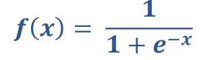 f(x) = 1 / (1 + e^{-x})